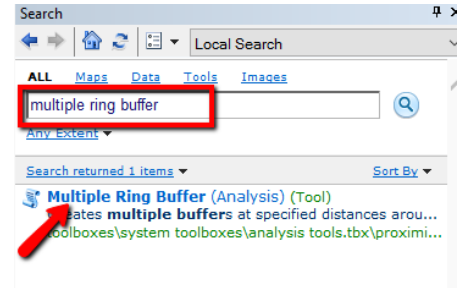 Search
Local Search
ALL Maps Data Tools Images
multiple ring buffer
Any Extent
Search returned 1 items Sort By
Multiple Ring Buffer (Analysis) (Tool)
multiple buffers at specified distances arou...
toolboxes\system toolboxes\analysis tools.tbx\proximi...